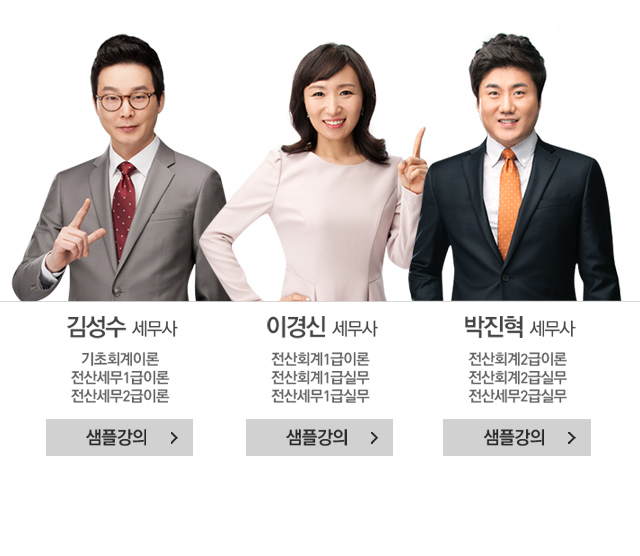 김성수 세무사
기초회계이론
전산세무1급이론
전산세무2급이론
샘플강의 >
이경신 세무사
전산회계1급이론
전산회계1급실무
전산세무1급실무
샘플강의 >
박진혁 세무사
전산회계2급이론
전산회계2급실무
전산세무2급실무
샘플강의 >